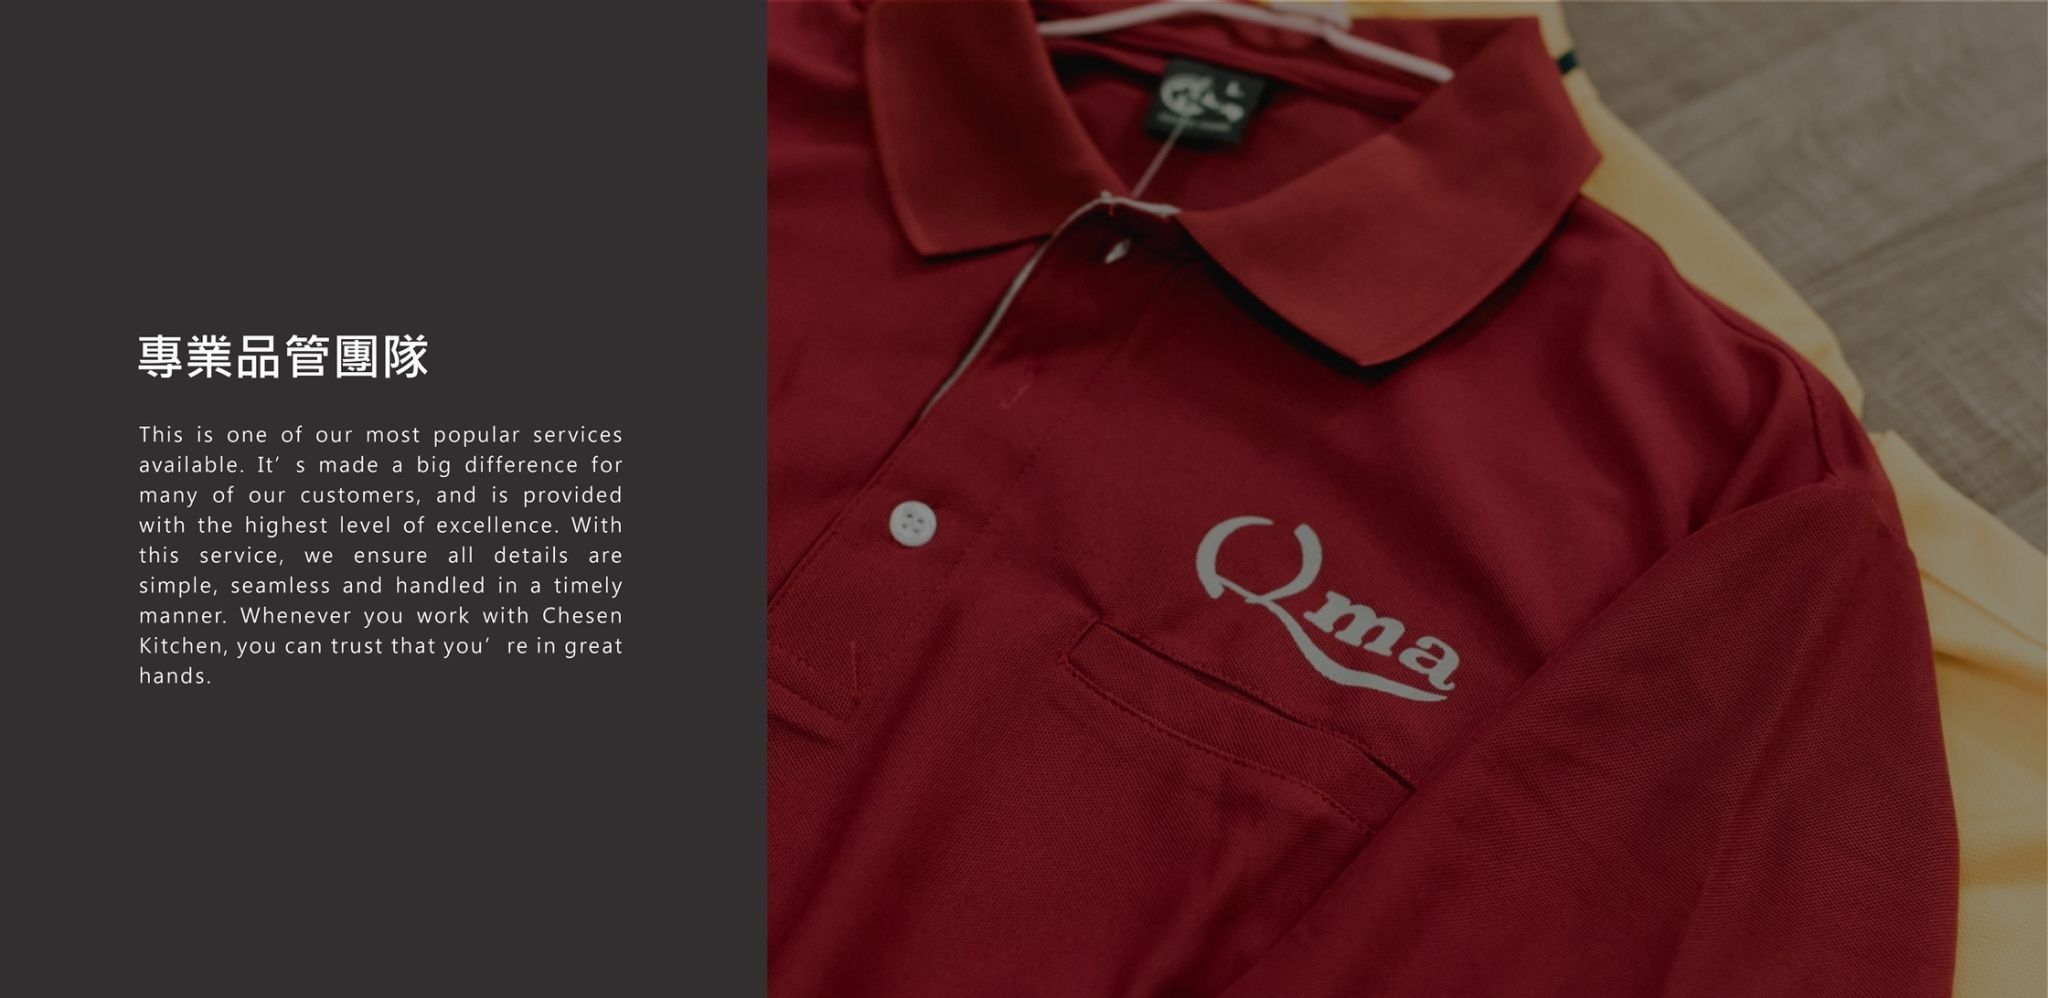 專業品管團隊
This is one of our most popular services
available. It’ s made a big difference for
many of our customers, and is provided
with the highest level of excellence. With
this service, we ensure all details are
simple, seamless and handled in a timely
manner. Whenever you work with Chesen
Kitchen, you can trust that you’ re in great
hands.
L
Qma